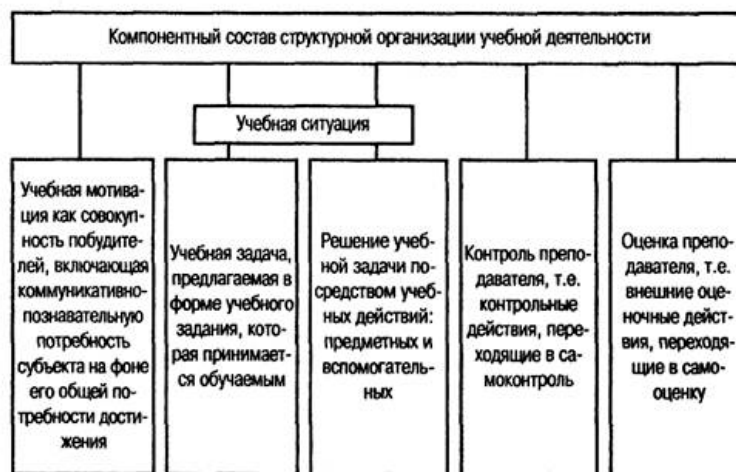 Компонентный состав структурной организации учебной деятельности
Учебная ситуация
Учебная мотива-
ция как совокуп-
ность побудите-
лей, включающая
коммуникативно-
познавательную
потребность
субъекта на фоне
его общей по-
требности дости-
жения
Учебная задача,
предлагаемая в
форме учебного
задания, кото-
рая принимает-
ся обучаемым
Решение учеб-
ной задачи по-
средством учеб-
ных действий:
предметных и
вспомогатель-
ных
Контроль препо-
давателя, т.е.
контрольные
действия, пере-
ходящие в са-
моконтроль
Оценка препо-
давателя, т.е.
внешние оце-
ночные дейст-
вия, переходя-
щие в само-
оценку